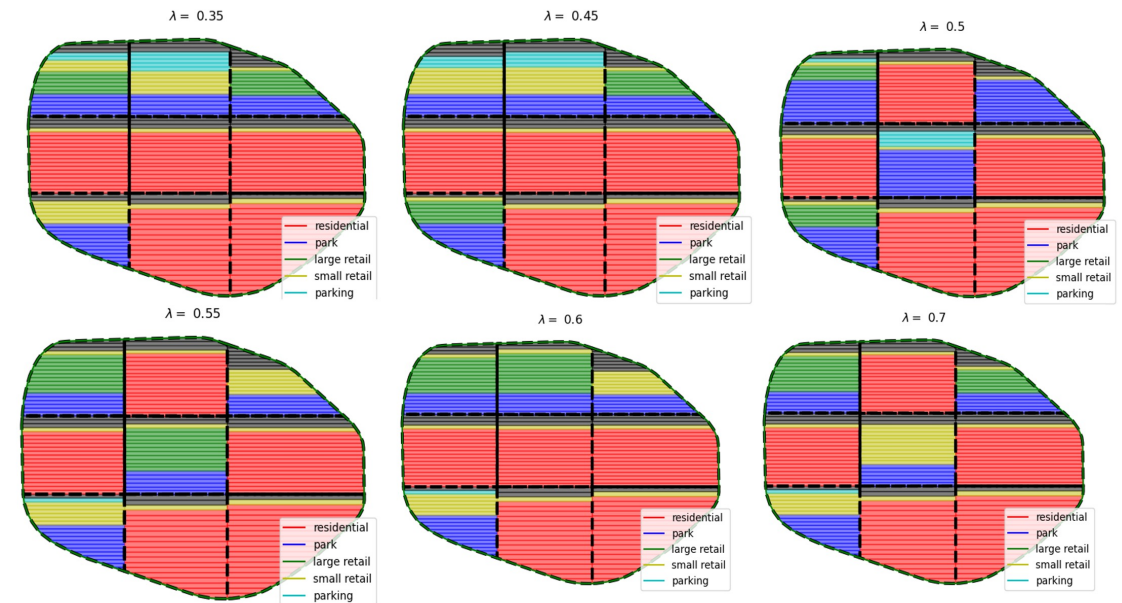 λ = 0.35
λ = 0.45
λ = 0.5
residential
park
large retail
small retail
parking
residential
park
large retail
small retail
parking
residential
park
large retail
small retail
parking
λ = 0.55
λ = 0.6
λ = 0.7
residential
park
large retail
small retail
parking
residential
park
large retail
small retail
parking
residential
park
large retail
small retail
parking